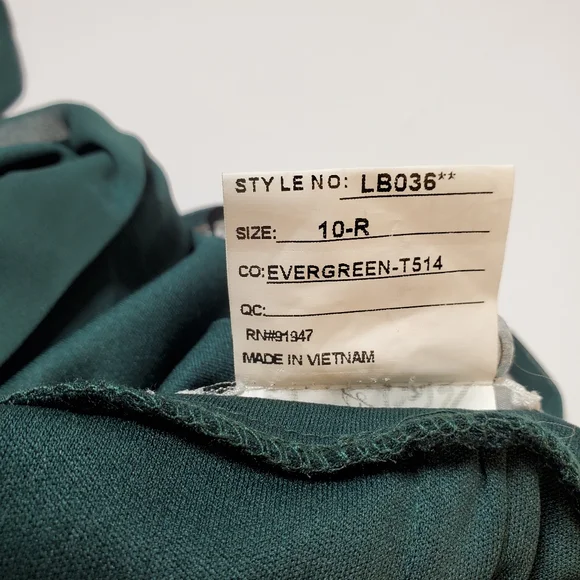 STYLE NO: LB036**
SIZE: 10-R
CO: EVERGREEN-T514
QC:
RN#91947
MADE IN VIETNAM